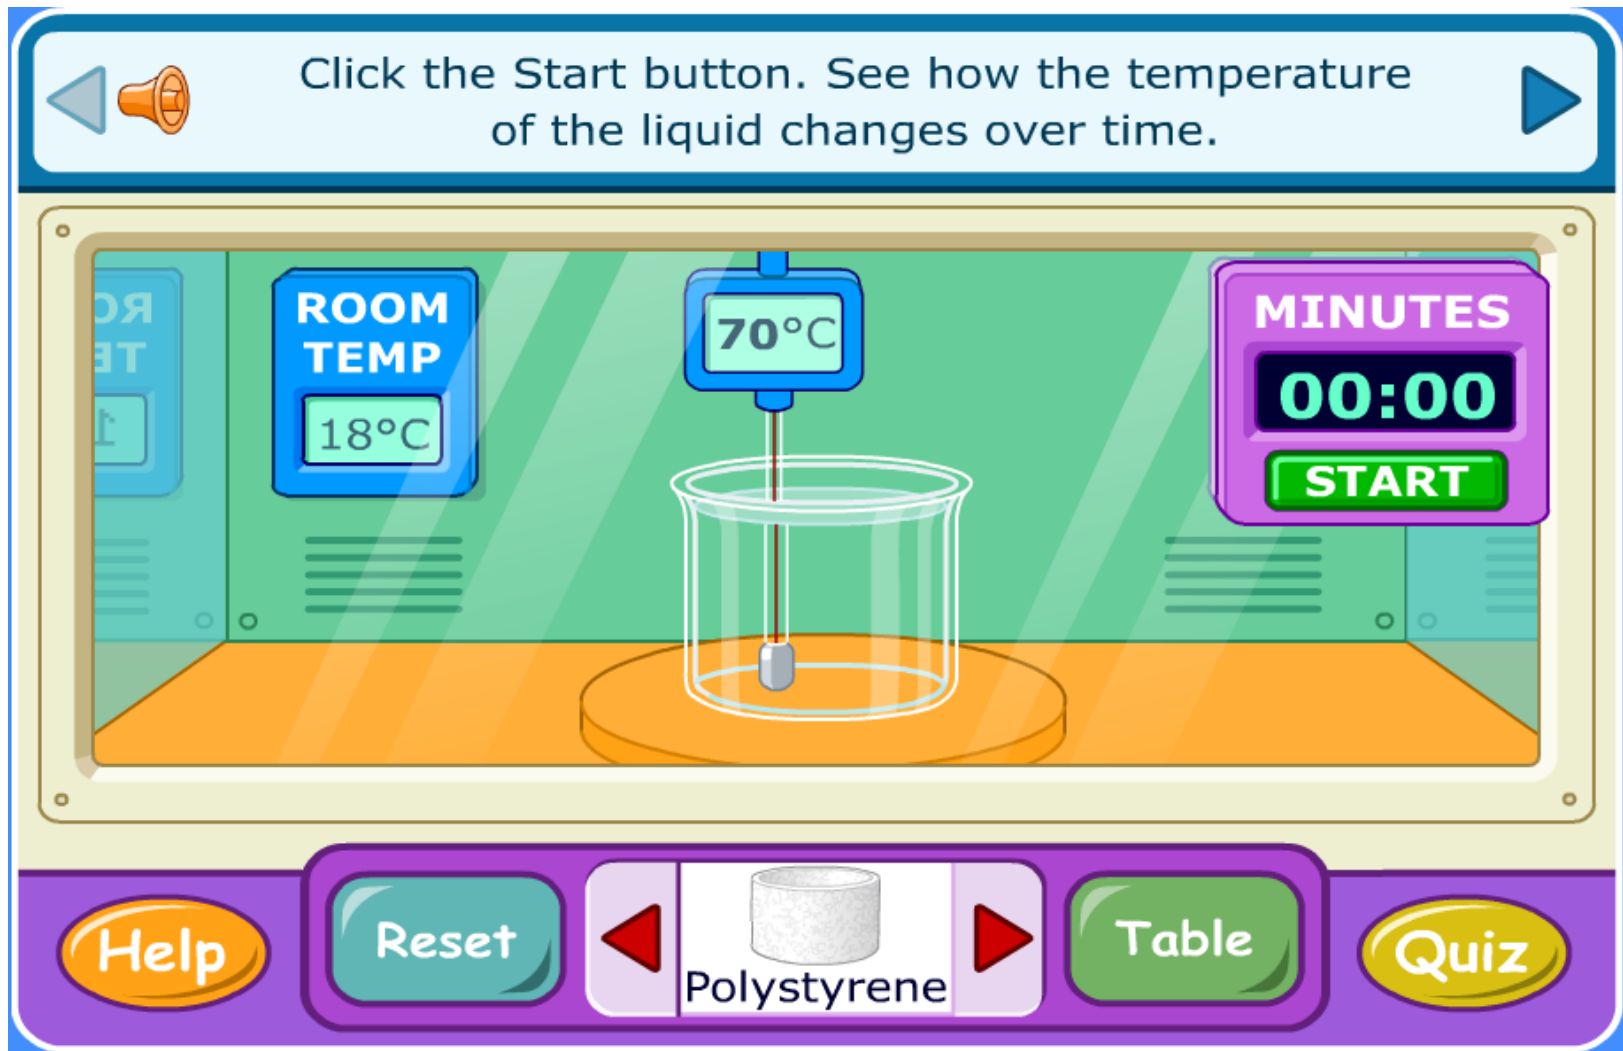 Click the Start button. See how the temperature
of the liquid changes over time.
ROOM
TEMP
18°C
70°C
MINUTES
00:00
START
Help
Reset
Polystyrene
Table
Quiz